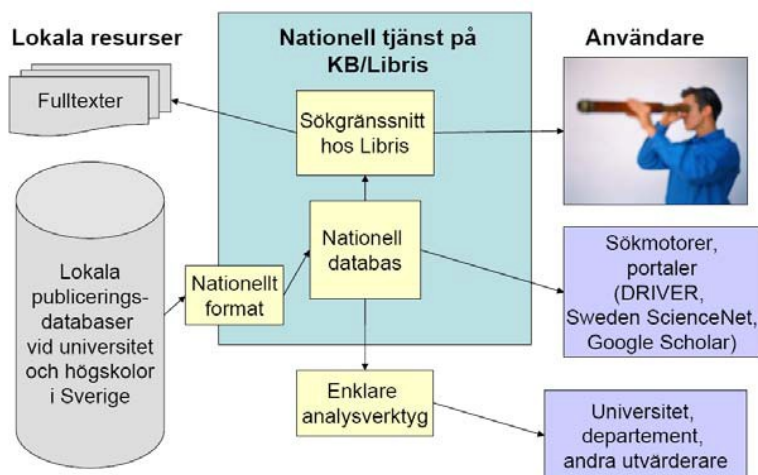 Lokala resurser
Fulltexter
Lokala
publicerings-
databaser
vid universitet
och högskolor
i Sverige
Nationellt
format
Nationell tjänst på
KB/Libris
Sökgränssnitt
hos Libris
Nationell
databas
Enklare
analysverktyg
Användare
Sökmotorer,
portaler
(DRIVER,
Sweden ScienceNet,
Google Scholar)
Universitet,
departement,
andra utvärderare